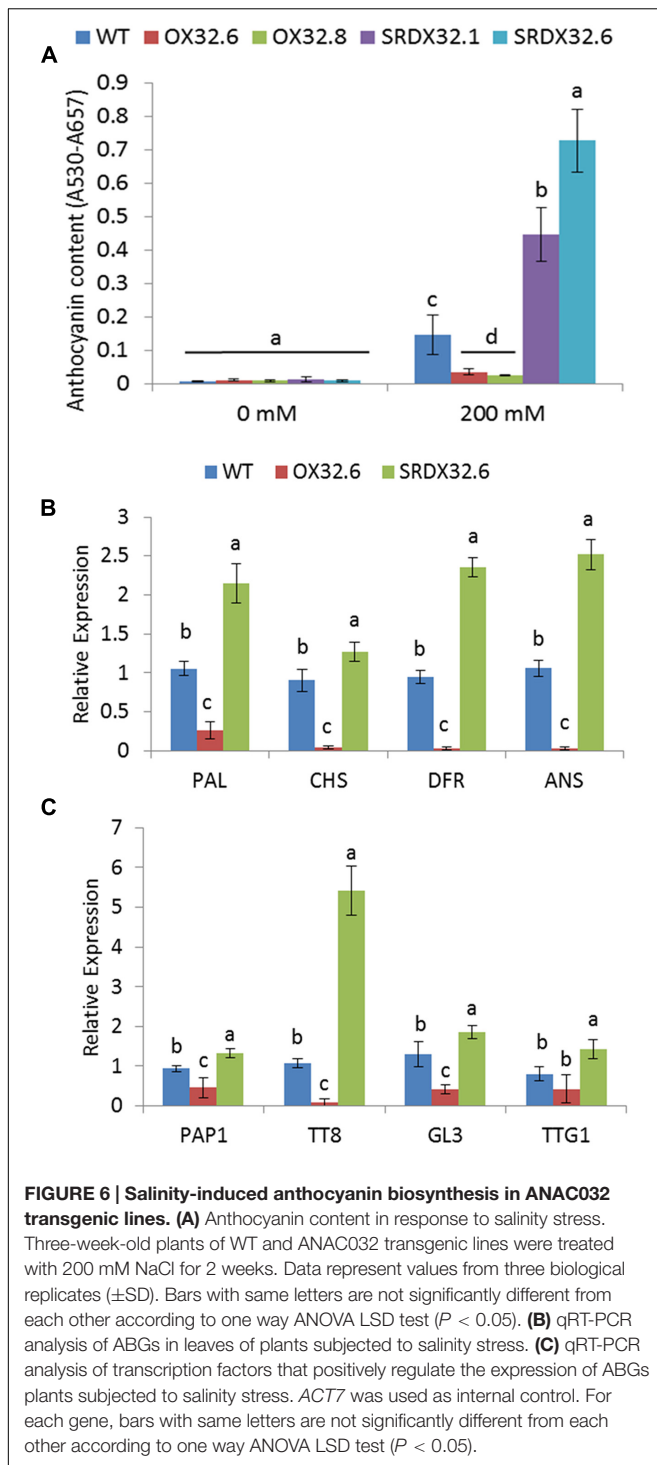 WT OX32.6 OX32.8 SRDX32.1 SRDX32.6
A
Anthocyanin content (A530-A657)
0.9
0.8
0.7
0.6
0.5
0.4
0.3
0.2
0.1
0
a
c
d
b
a
0 mM 200 mM
WT OX32.6 SRDX32.6
B
Relative Expression
3
2.5
2
1.5
1
0.5
0
b c a b c a b c a b c a
PAL CHS DFR ANS
C
Relative Expression
7
6
5
4
3
2
1
0
b c a b c a b c a b b a
PAP1 TT8 GL3 TTG1
FIGURE 6 | Salinity-induced anthocyanin biosynthesis in ANAC032
transgenic lines. (A) Anthocyanin content in response to salinity stress.
Three-week-old plants of WT and ANAC032 transgenic lines were treated
with 200 mM NaCl for 2 weeks. Data represent values from three biological
replicates (±SD). Bars with same letters are not significantly different from
each other according to one way ANOVA LSD test (P < 0.05). (B) qRT-PCR
analysis of ABGs in leaves of plants subjected to salinity stress. (C) qRT-PCR
analysis of transcription factors that positively regulate the expression of ABGs
plants subjected to salinity stress. ACT7 was used as internal control. For
each gene, bars with same letters are not significantly different from each
other according to one way ANOVA LSD test (P < 0.05).